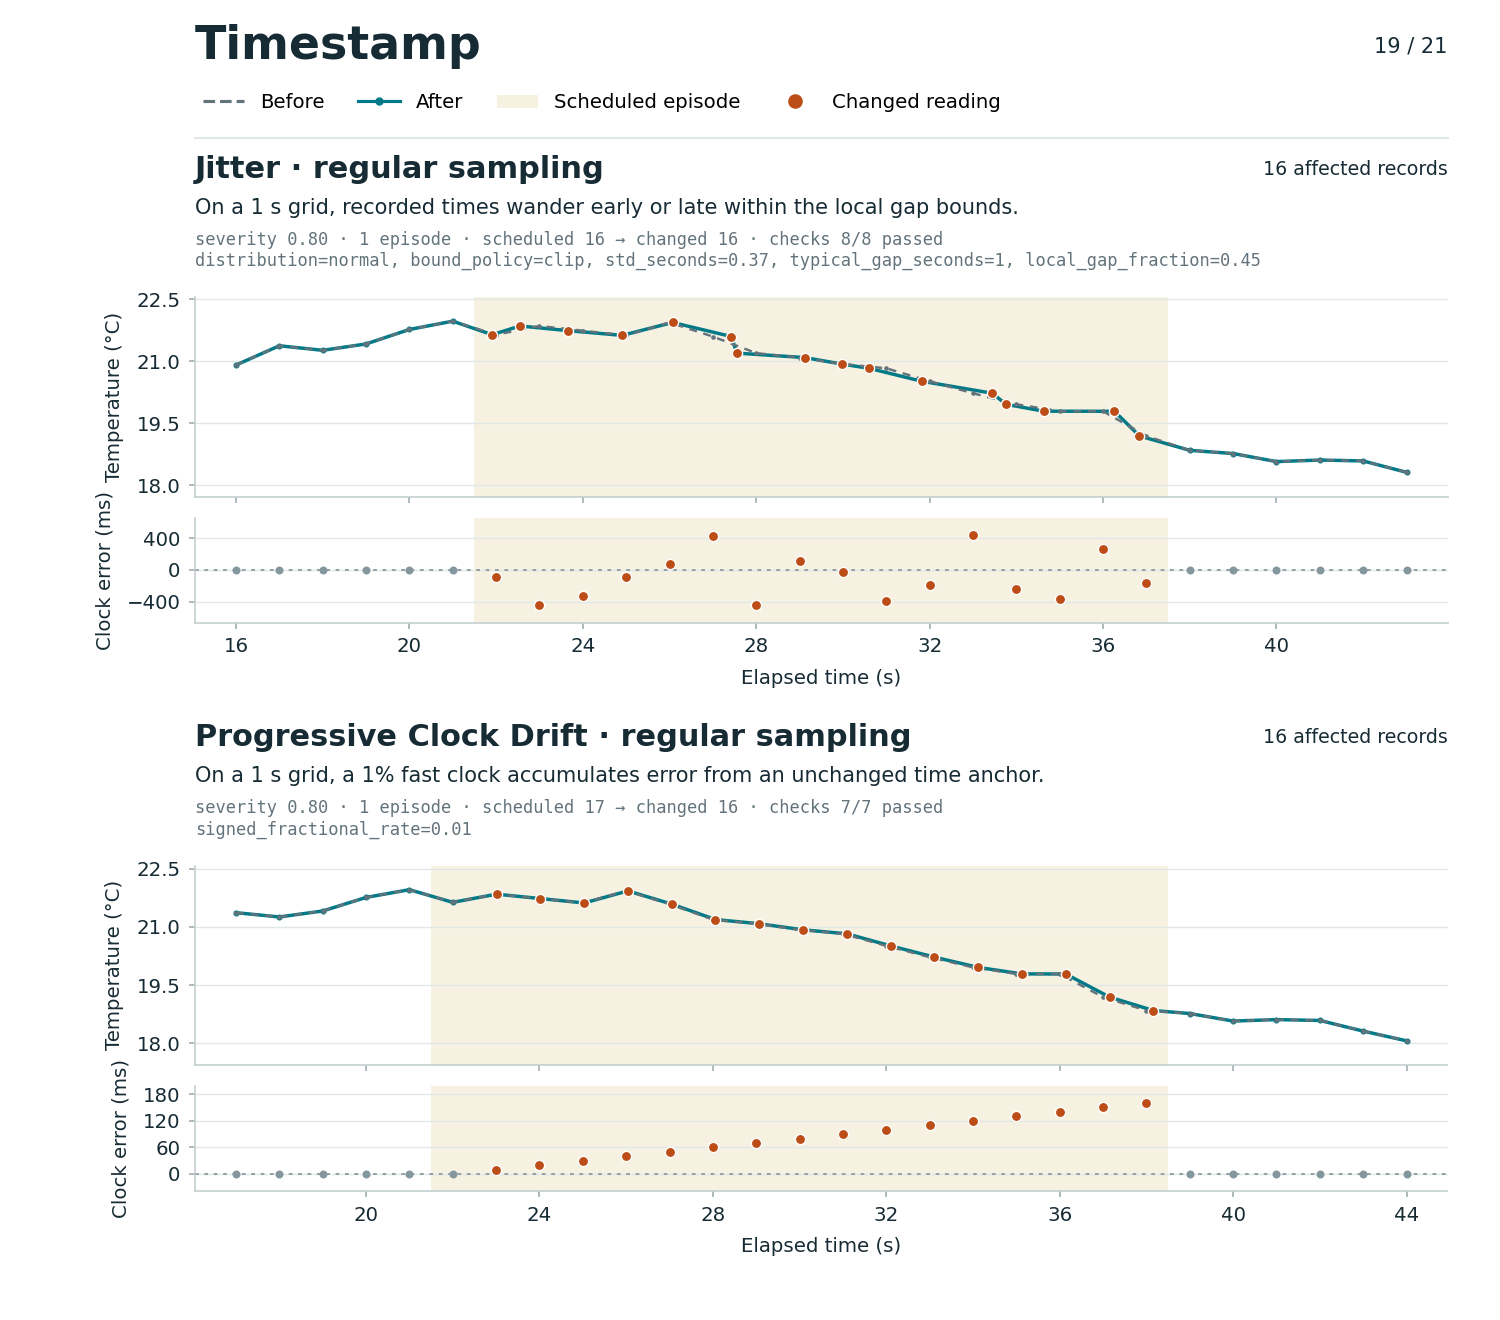 Timestamp
19 / 21
Before After Scheduled episode Changed reading
Jitter · regular sampling
16 affected records
On a 1 s grid, recorded times wander early or late within the local gap bounds.
severity 0.80 · 1 episode · scheduled 16 → changed 16 · checks 8/8 passed
distribution=normal, bound_policy=clip, std_seconds=0.37, typical_gap_seconds=1, local_gap_fraction=0.45
Temperature (°C)
22.5
21.0
19.5
18.0
Clock error (ms)
400
0
−400
16 20 24 28 32 36 40
Elapsed time (s)
Progressive Clock Drift · regular sampling
16 affected records
On a 1 s grid, a 1% fast clock accumulates error from an unchanged time anchor.
severity 0.80 · 1 episode · scheduled 17 → changed 16 · checks 7/7 passed
signed_fractional_rate=0.01
Temperature (°C)
22.5
21.0
19.5
18.0
Clock error (ms)
180
120
60
0
20 24 28 32 36 40 44
Elapsed time (s)